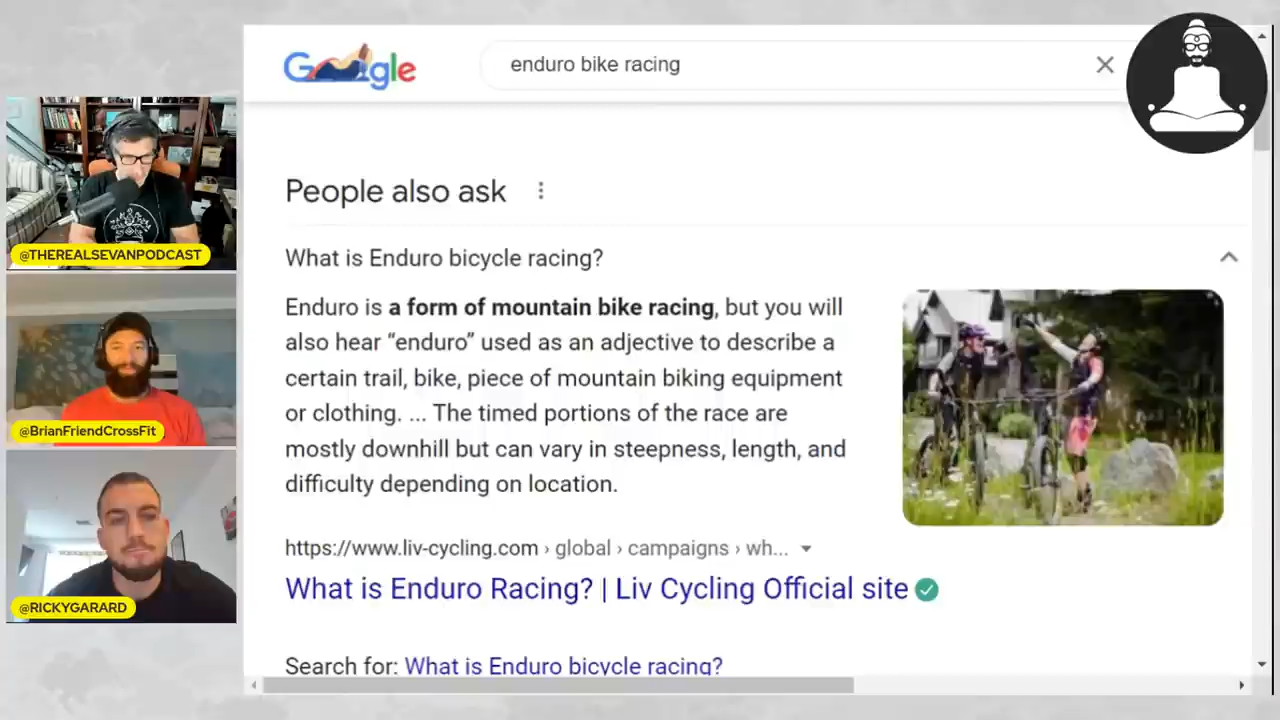 Google
enduro bike racing
People also ask
What is Enduro bicycle racing?
Enduro is a form of mountain bike racing, but you will
also hear “enduro” used as an adjective to describe a
certain trail, bike, piece of mountain biking equipment
or clothing. ... The timed portions of the race are
mostly downhill but can vary in steepness, length, and
difficulty depending on location.
https://www.liv-cycling.com › global › campaigns › wh...
What is Enduro Racing? | Liv Cycling Official site
Search for: What is Enduro bicycle racing?
@THEREALSEVANPODCAST
@BrianFriendCrossFit
@RICKYGARARD